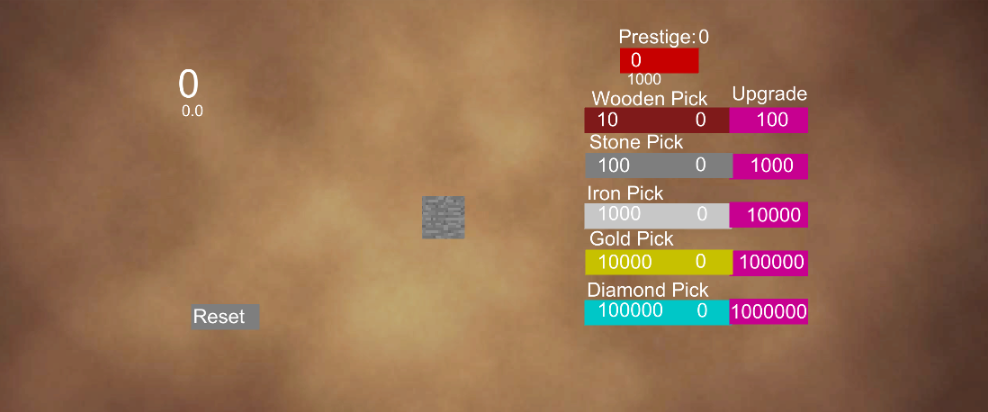 0
0.0
Reset
Prestige: 0
0
1000
Upgrade
Wooden Pick
10 0 100
Stone Pick
100 0 1000
Iron Pick
1000 0 10000
Gold Pick
10000 0 100000
Diamond Pick
100000 0 1000000